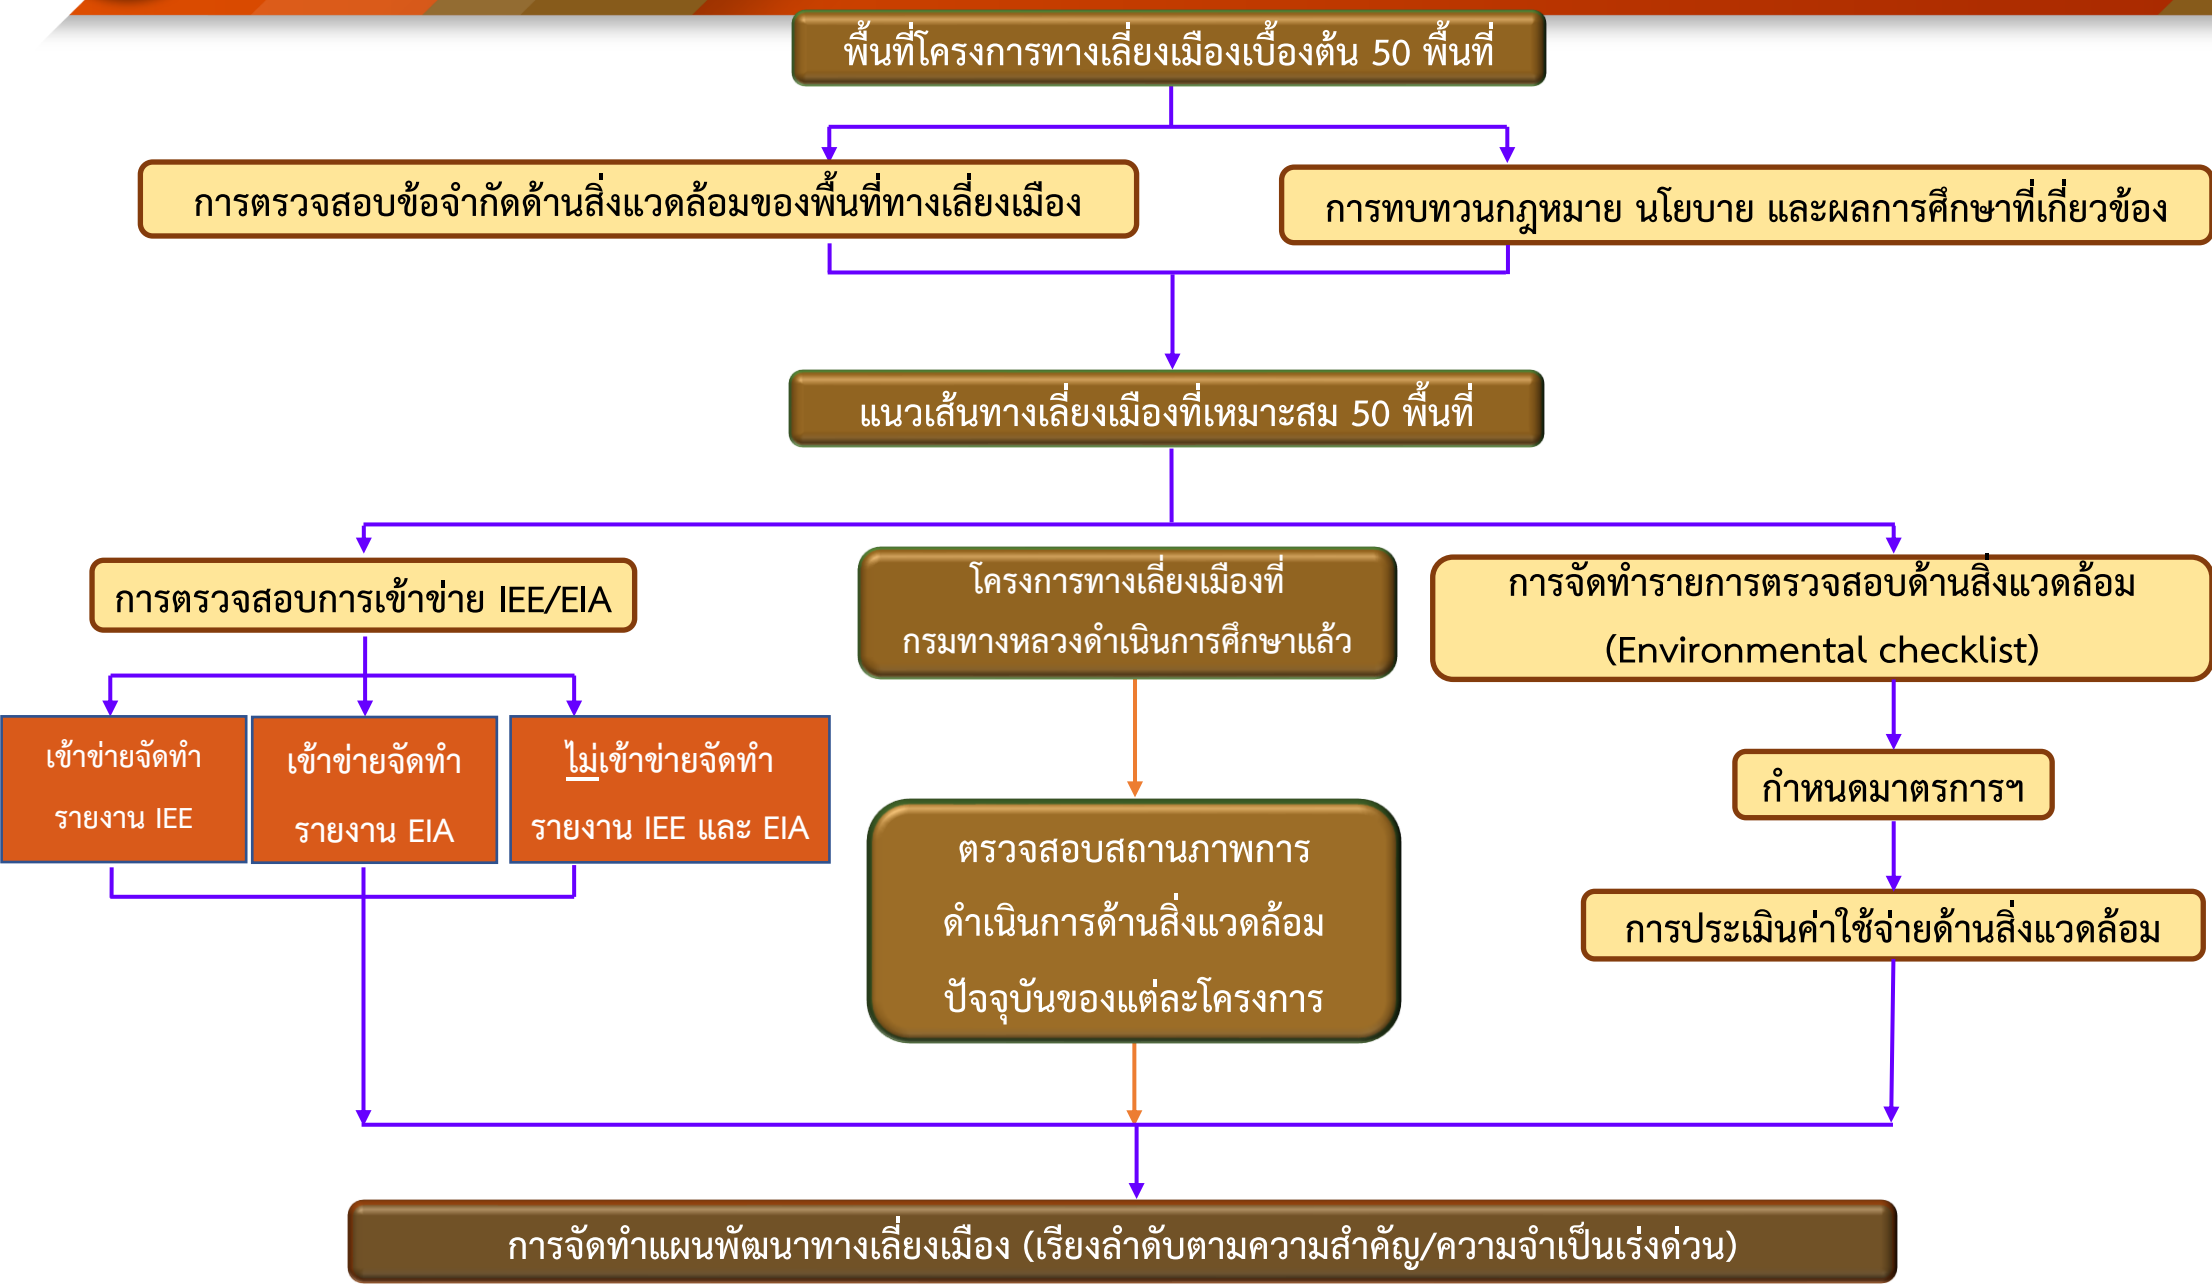 พื้นที่โครงการทางเลี่ยงเมืองเบื้องต้น 50 พื้นที่
การตรวจสอบข้อจำกัดด้านสิ่งแวดล้อมของพื้นที่ทางเลี่ยงเมือง
การทบทวนกฎหมาย นโยบาย และผลการศึกษาที่เกี่ยวข้อง
แนวเส้นทางเลี่ยงเมืองที่เหมาะสม 50 พื้นที่
การตรวจสอบการเข้าข่าย IEE/EIA
เข้าข่ายจัดทำ
รายงาน IEE
เข้าข่ายจัดทำ
รายงาน EIA
ไม่เข้าข่ายจัดทำ
รายงาน IEE และ EIA
โครงการทางเลี่ยงเมืองที่
กรมทางหลวงดำเนินการศึกษาแล้ว
ตรวจสอบสถานภาพการ
ดำเนินการด้านสิ่งแวดล้อม
ปัจจุบันของแต่ละโครงการ
การจัดทำรายการตรวจสอบด้านสิ่งแวดล้อม
(Environmental checklist)
กำหนดมาตรการฯ
การประเมินค่าใช้จ่ายด้านสิ่งแวดล้อม
การจัดทำแผนพัฒนาทางเลี่ยงเมือง (เรียงลำดับตามความสำคัญ/ความจำเป็นเร่งด่วน)